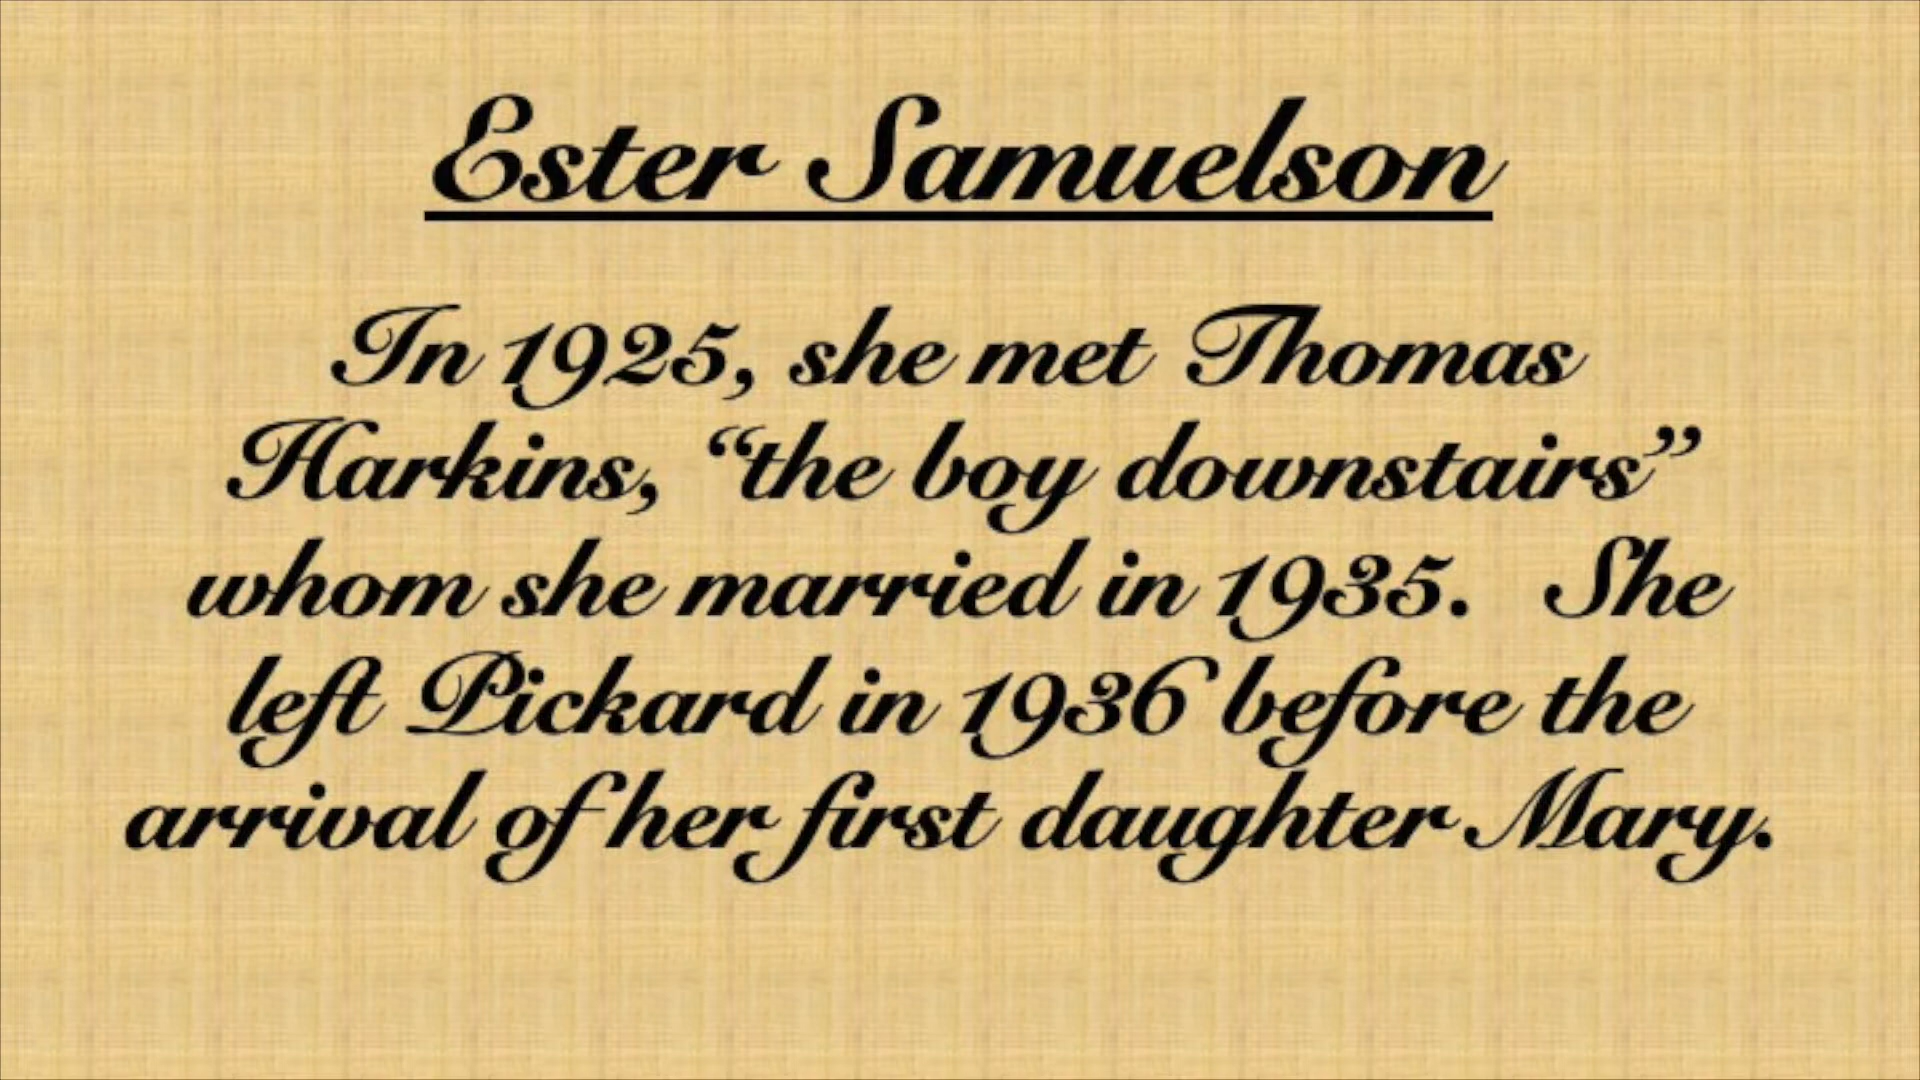 Ester Samuelson
In 1925, she met Thomas
Harkins, “the boy downstairs”
whom she married in 1935.   She
left Pickard in 1936 before the
arrival of her first daughter Mary.